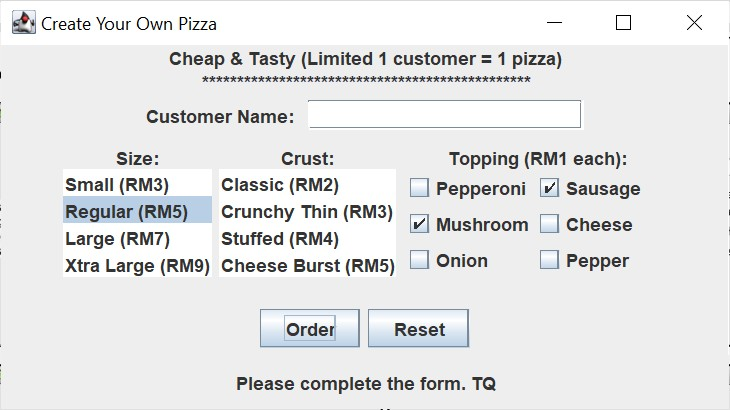 Create Your Own Pizza
Cheap & Tasty (Limited 1 customer = 1 pizza)
***********************************************
Customer Name:
Size: Crust: Topping (RM1 each):
Small (RM3) Classic (RM2) Pepperoni Sausage
Regular (RM5) Crunchy Thin (RM3) Mushroom Cheese
Large (RM7) Stuffed (RM4) Onion Pepper
Xtra Large (RM9) Cheese Burst (RM5)
Order Reset
Please complete the form. TQ